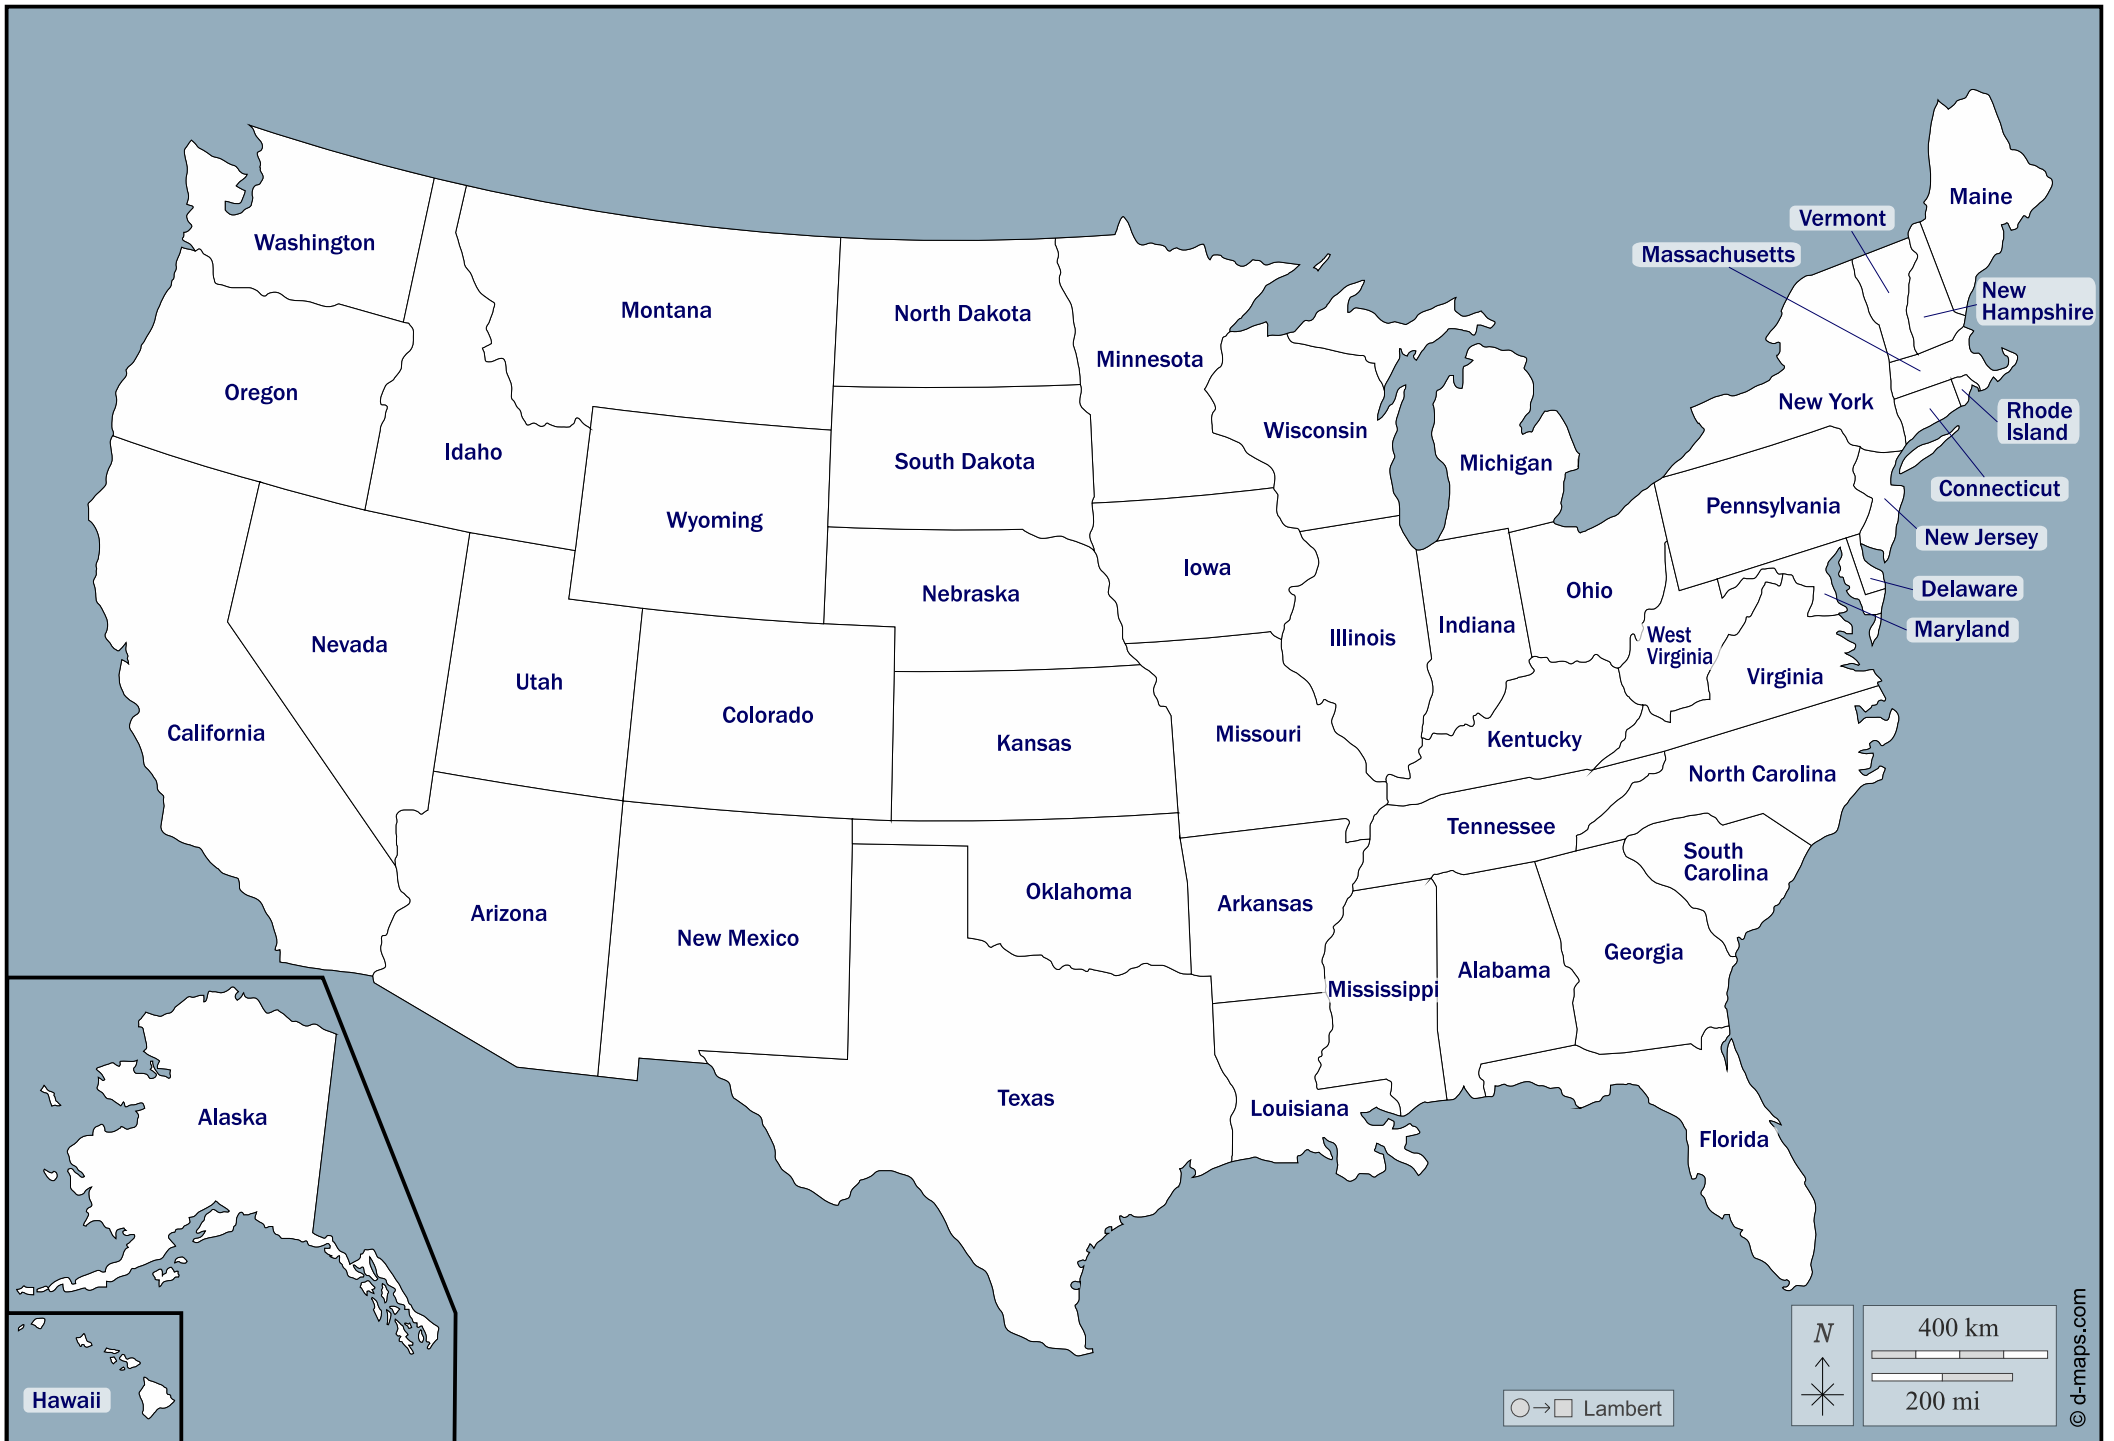 Maine
Vermont
Massachusetts
Washington
New
Hampshire
Montana
North Dakota
Minnesota
Oregon
New York
Rhode
Island
Wisconsin
Idaho
South Dakota
Michigan
Connecticut
Pennsylvania
Wyoming
New Jersey
Iowa
Nebraska
Ohio
Delaware
Maryland
Indiana
Illinois
West
Virginia
Nevada
Virginia
Utah
Colorado
California
Missouri
Kentucky
Kansas
North Carolina
Tennessee
South
Carolina
Oklahoma
Arkansas
Arizona
New Mexico
Georgia
Alabama
Mississippi
Texas
Louisiana
Alaska
Florida
Hawaii
Lambert
N
400 km
200 mi
© d-maps.com